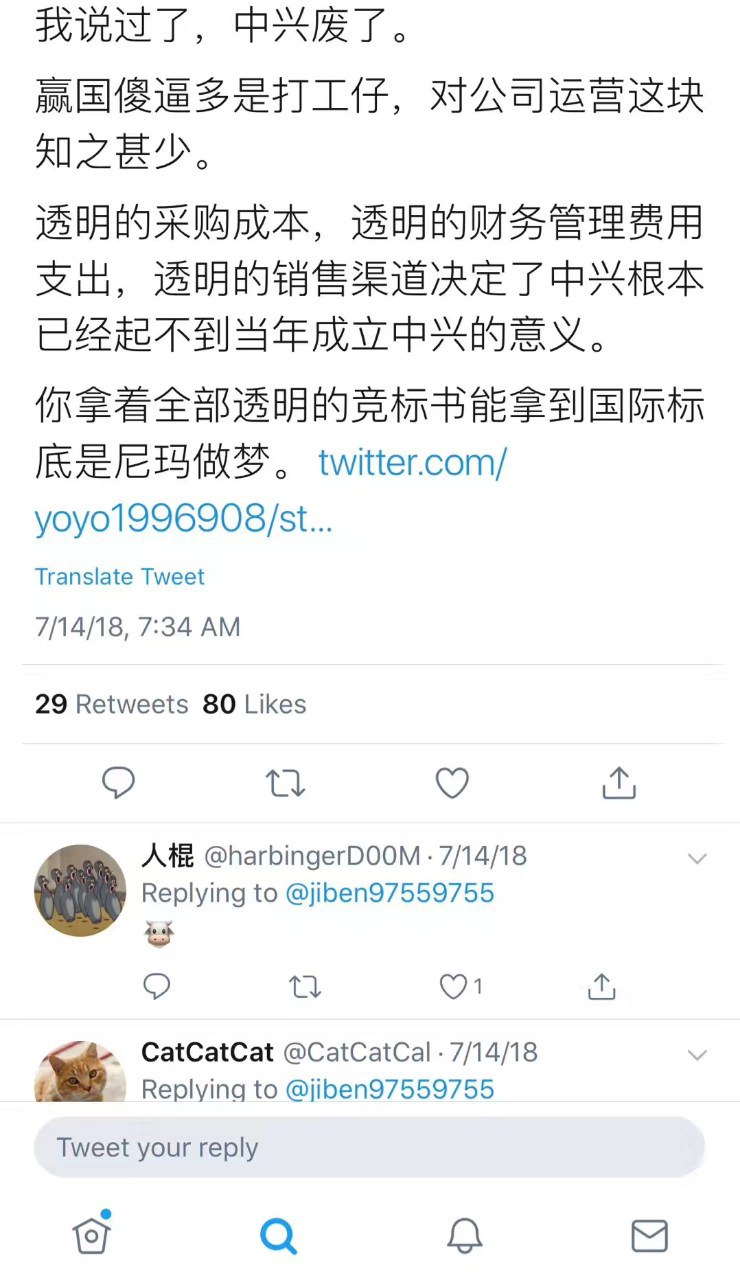 我说过了，中兴废了。
赢国傻逼多是打工仔，对公司运营这块
知之甚少。
透明的采购成本，透明的财务管理费用
支出，透明的销售渠道决定了中兴根本
已经起不到当年成立中兴的意义。
你拿着全部透明的竞标书能拿到国际标
底是尼玛做梦。twitter.com/
yoyo1996908/st...
Translate Tweet
7/14/18, 7:34 AM
29 Retweets 80 Likes
人棍 @harbingerD00M · 7/14/18
Replying to @jiben97559755
🐮
1
CatCatCat @CatCatCal · 7/14/18
Replying to @jiben97559755
Tweet your reply